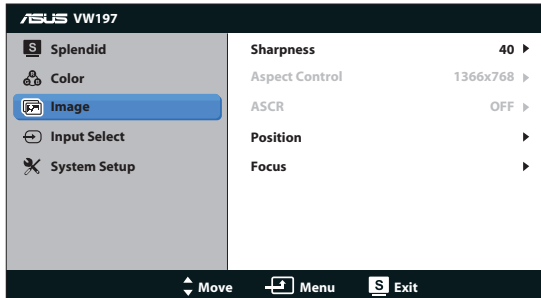 ASUS VW197
S Splendid
Color
Image
Input Select
System Setup
Sharpness 40
Aspect Control 1366x768
ASCR OFF
Position
Focus
Move Menu S Exit